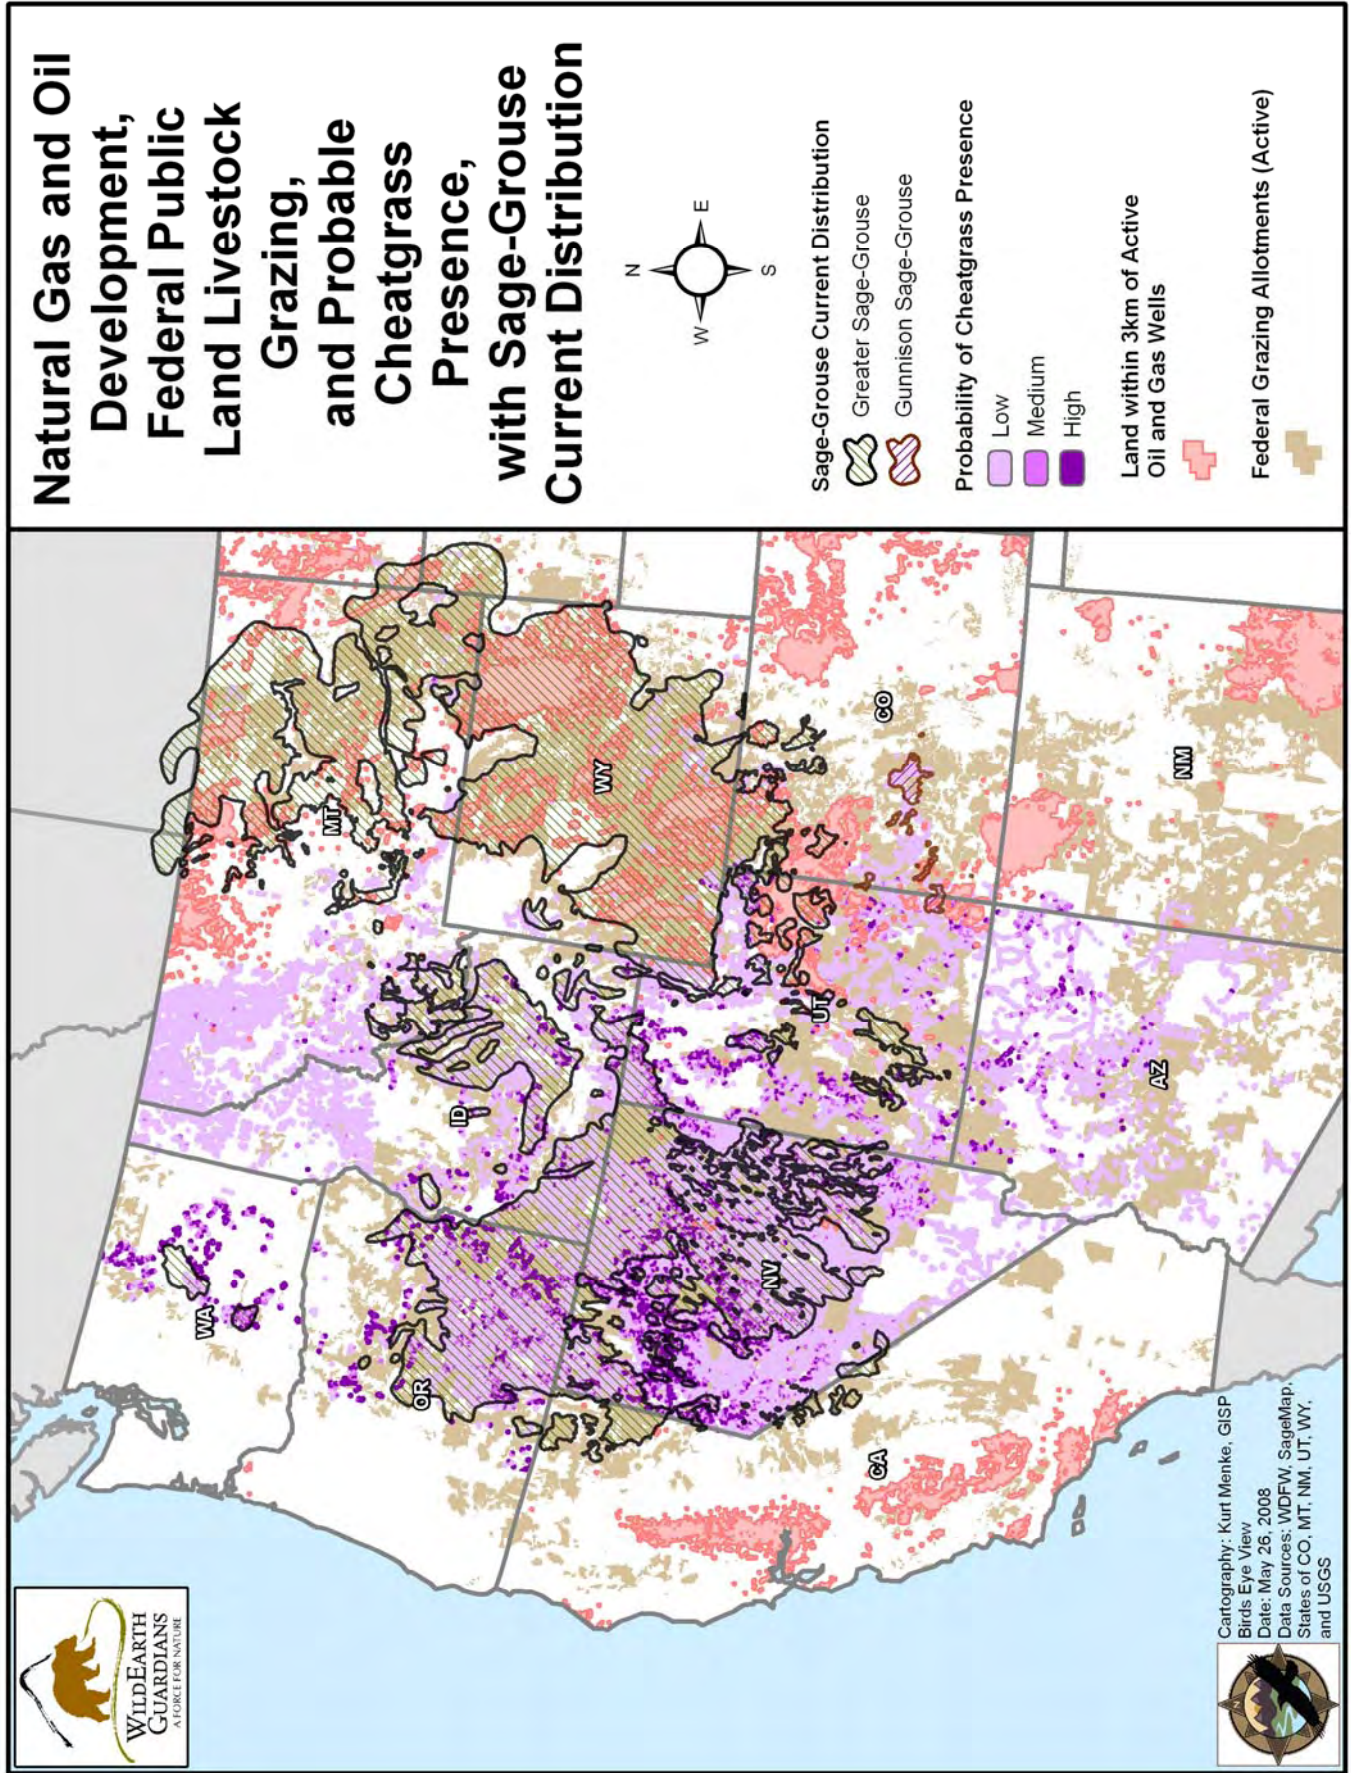 Natural Gas and Oil
Development,
Federal Public
Land Livestock
Grazing,
and Probable
Cheatgrass
Presence,
with Sage-Grouse
Current Distribution
N
W
E
S
Sage-Grouse Current Distribution
Greater Sage-Grouse
Gunnison Sage-Grouse
Probability of Cheatgrass Presence
Low
Medium
High
Land within 3km of Active
Oil and Gas Wells
Federal Grazing Allotments (Active)
WA
MT
OR
ID
WY
NV
UT
CO
CA
AZ
NM
WILDEARTH
GUARDIANS
A FORCE FOR NATURE
Cartography: Kurt Menke, GISP
Birds Eye View
Date: May 26, 2008
Data Sources: WDFW, SageMap,
States of CO, MT, NM, UT, WY,
and USGS
N